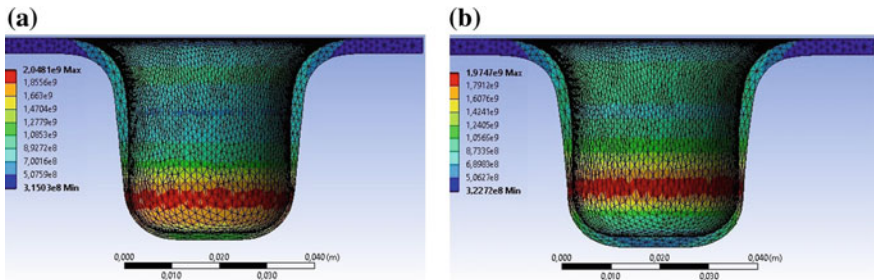 (a)
2,0481e9 Max
1,8556e9
1,663e9
1,4704e9
1,2779e9
1,0853e9
8,9272e8
7,0016e8
5,0759e8
3,1503e8 Min
0,000 0,020 0,040 (m)
0,010 0,030
(b)
1,9747e9 Max
1,7912e9
1,6076e9
1,4241e9
1,2405e9
1,0569e9
8,7335e8
6,8983e8
5,0627e8
3,2272e8 Min
0,000 0,020 0,040 (m)
0,010 0,030